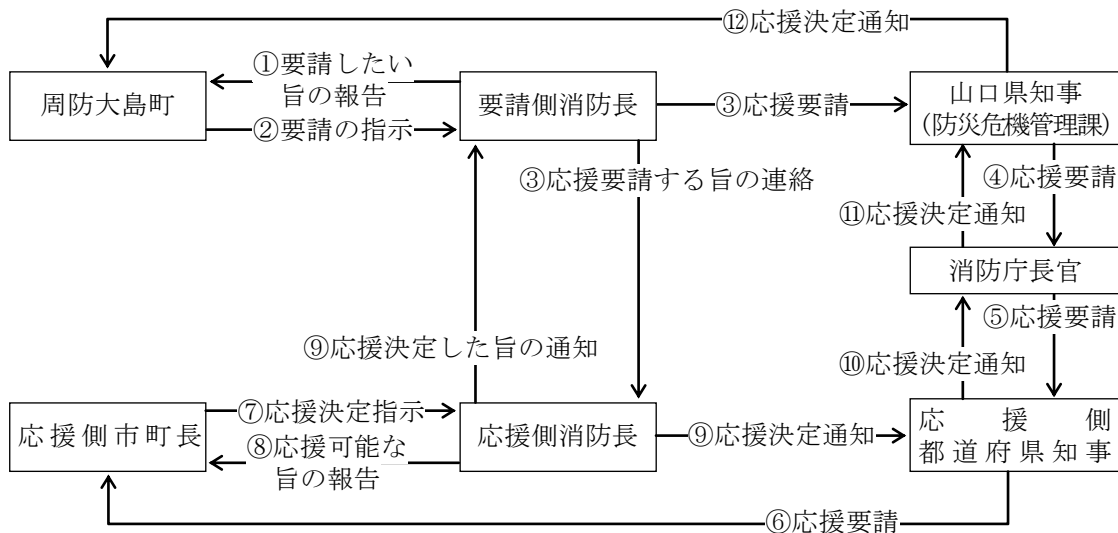 ⑫応援決定通知
①要請したい
旨の報告
周防大島町
②要請の指示
要請側消防長
③応援要請
山口県知事
(防災危機管理課)
③応援要請する旨の連絡
④応援要請
⑪応援決定通知
消防庁長官
⑤応援要請
⑨応援決定した旨の通知
⑩応援決定通知
応援側市町長
⑦応援決定指示
⑧応援可能な
旨の報告
応援側消防長
⑨応援決定通知
応援側
都道府県知事
⑥応援要請